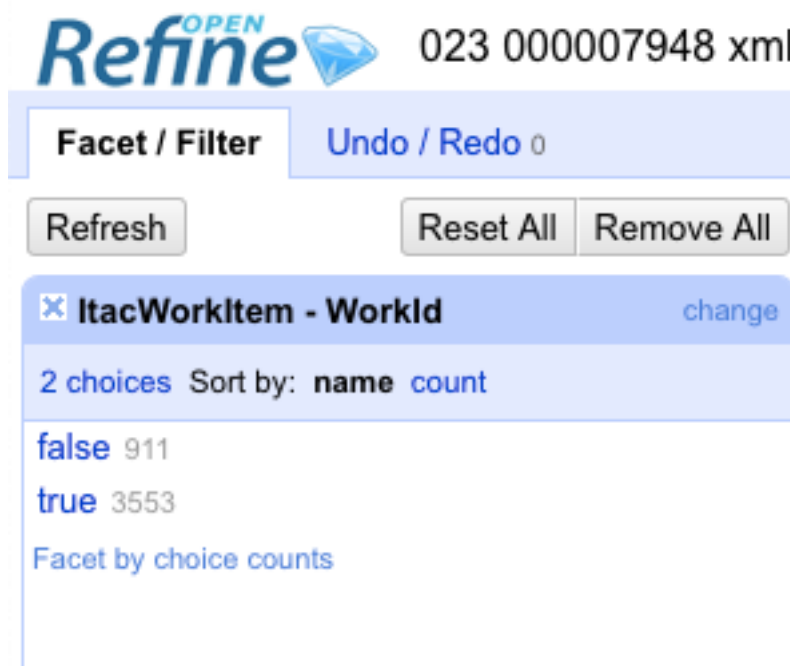 OPEN
Refine 023 000007948 xml
Facet / Filter Undo / Redo 0
Refresh Reset All Remove All
ItacWorkItem - WorkId change
2 choices Sort by: name count
false 911
true 3553
Facet by choice counts